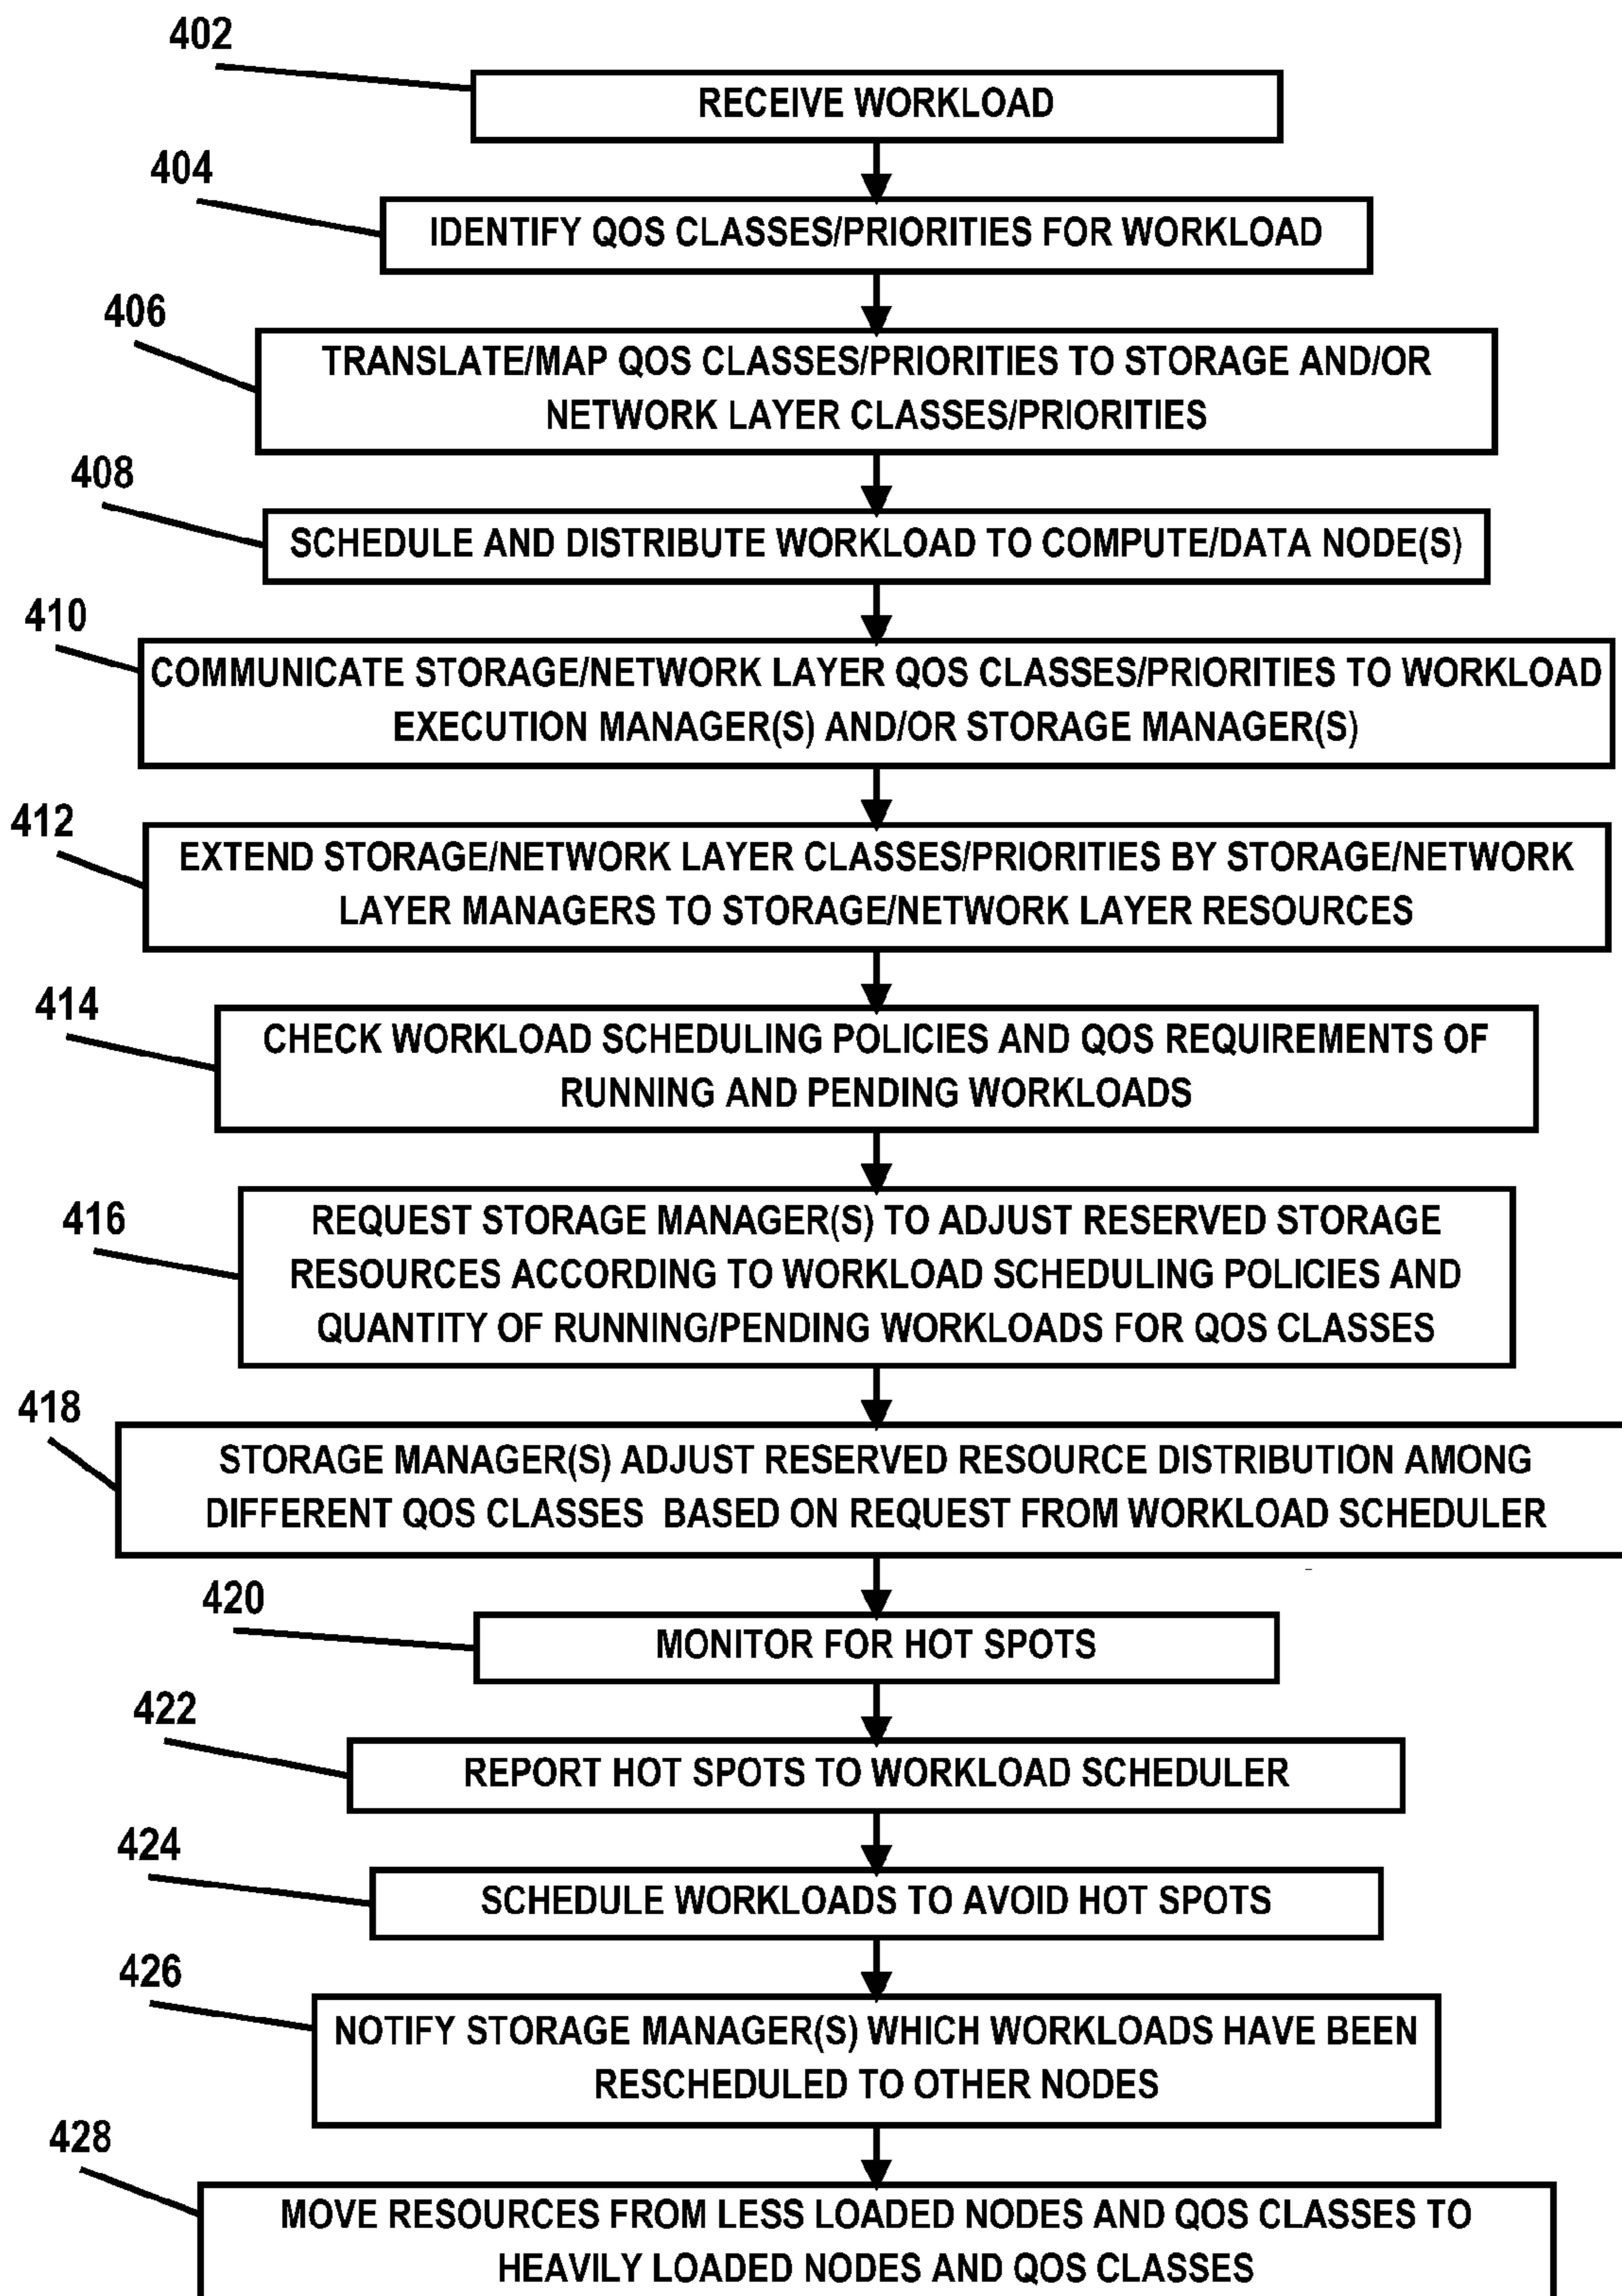 402
RECEIVE WORKLOAD
404
IDENTIFY QOS CLASSES/PRIORITIES FOR WORKLOAD
406
TRANSLATE/MAP QOS CLASSES/PRIORITIES TO STORAGE AND/OR
NETWORK LAYER CLASSES/PRIORITIES
408
SCHEDULE AND DISTRIBUTE WORKLOAD TO COMPUTE/DATA NODE(S)
410
COMMUNICATE STORAGE/NETWORK LAYER QOS CLASSES/PRIORITIES TO WORKLOAD
EXECUTION MANAGER(S) AND/OR STORAGE MANAGER(S)
412
EXTEND STORAGE/NETWORK LAYER CLASSES/PRIORITIES BY STORAGE/NETWORK
LAYER MANAGERS TO STORAGE/NETWORK LAYER RESOURCES
414
CHECK WORKLOAD SCHEDULING POLICIES AND QOS REQUIREMENTS OF
RUNNING AND PENDING WORKLOADS
416
REQUEST STORAGE MANAGER(S) TO ADJUST RESERVED STORAGE
RESOURCES ACCORDING TO WORKLOAD SCHEDULING POLICIES AND
QUANTITY OF RUNNING/PENDING WORKLOADS FOR QOS CLASSES
418
STORAGE MANAGER(S) ADJUST RESERVED RESOURCE DISTRIBUTION AMONG
DIFFERENT QOS CLASSES BASED ON REQUEST FROM WORKLOAD SCHEDULER
420
MONITOR FOR HOT SPOTS
422
REPORT HOT SPOTS TO WORKLOAD SCHEDULER
424
SCHEDULE WORKLOADS TO AVOID HOT SPOTS
426
NOTIFY STORAGE MANAGER(S) WHICH WORKLOADS HAVE BEEN
RESCHEDULED TO OTHER NODES
428
MOVE RESOURCES FROM LESS LOADED NODES AND QOS CLASSES TO
HEAVILY LOADED NODES AND QOS CLASSES